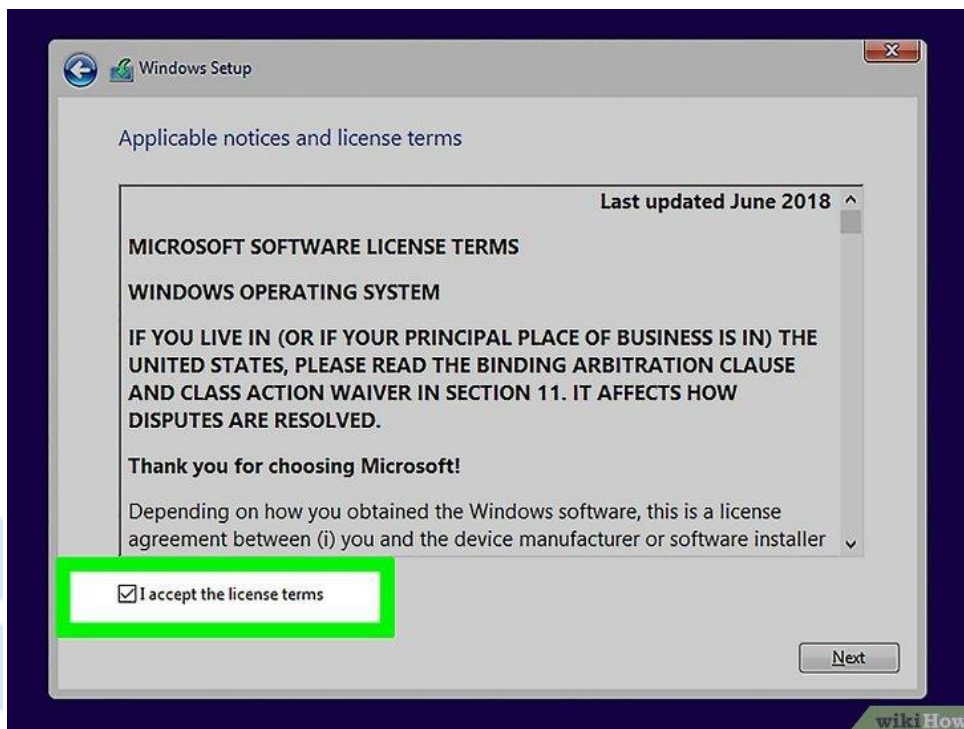 Windows Setup
Applicable notices and license terms
Last updated June 2018
MICROSOFT SOFTWARE LICENSE TERMS
WINDOWS OPERATING SYSTEM
IF YOU LIVE IN (OR IF YOUR PRINCIPAL PLACE OF BUSINESS IS IN) THE
UNITED STATES, PLEASE READ THE BINDING ARBITRATION CLAUSE
AND CLASS ACTION WAIVER IN SECTION 11. IT AFFECTS HOW
DISPUTES ARE RESOLVED.
Thank you for choosing Microsoft!
Depending on how you obtained the Windows software, this is a license
agreement between (i) you and the device manufacturer or software installer
I accept the license terms
Next
wikiHow